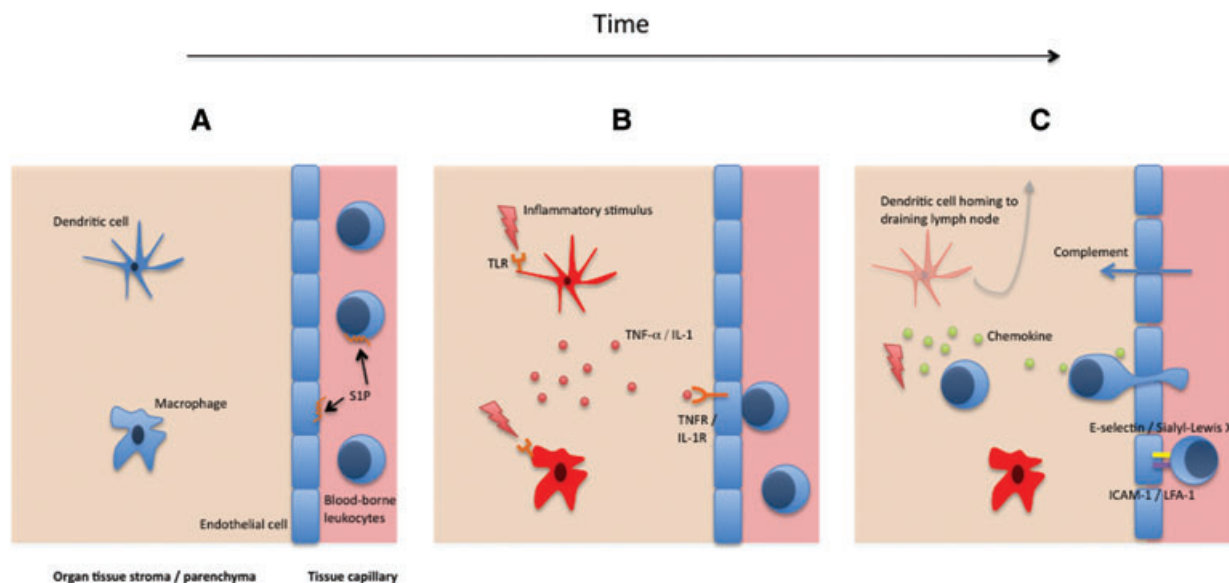 Time
A
B
C
Dendritic cell
Macrophage
S1P
Blood-borne
leukocytes
Endothelial cell
Organ tissue stroma / parenchyma
Tissue capillary
Inflammatory stimulus
TLR
TNF-α / IL-1
TNFR /
IL-1R
Dendritic cell homing to
draining lymph node
Complement
Chemokine
E-selectin / Sialyl-Lewis X
ICAM-1 / LFA-1